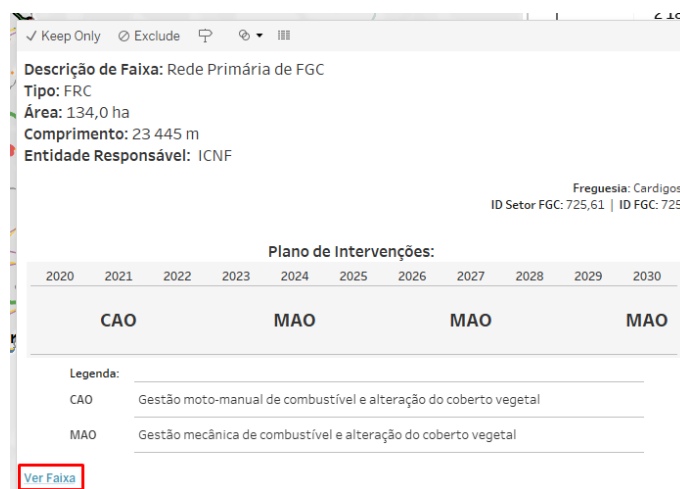 2 18
Keep Only Exclude
Descrição de Faixa: Rede Primária de FGC
Tipo: FRC
Área: 134,0 ha
Comprimento: 23 445 m
Entidade Responsável: ICNF
Freguesia: Cardigos
ID Setor FGC: 725,61 | ID FGC: 725
Plano de Intervenções:
2020 2021 2022 2023 2024 2025 2026 2027 2028 2029 2030
CAO MAO MAO MAO
Legenda:
CAO Gestão moto-manual de combustível e alteração do coberto vegetal
MAO Gestão mecânica de combustível e alteração do coberto vegetal
Ver Faixa